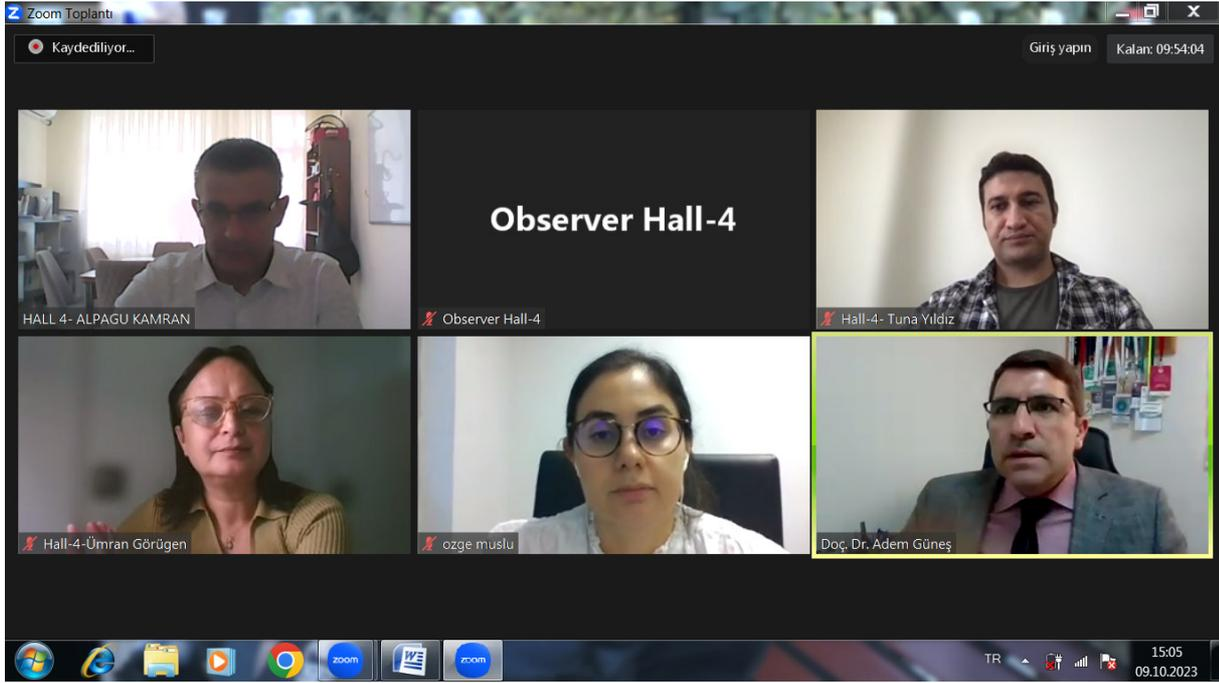 Zoom Toplantı
Kaydediliyor...
Giriş yapın
Kalan: 09:54:04
HALL 4- ALPAGU KAMRAN
Observer Hall-4
Observer Hall-4
Hall-4- Tuna Yıldız
Hall-4-Ümran Görügen
ozge muslu
Doç. Dr. Adem Güneş
zoom
W
zoom
TR
15:05
09.10.2023